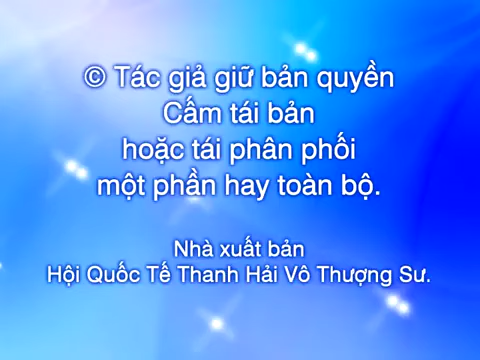 © Tác giả giữ bản quyền
Cấm tái bản
hoặc tái phân phối
một phần hay toàn bộ.
Nhà xuất bản
Hội Quốc Tế Thanh Hải Vô Thượng Sư.